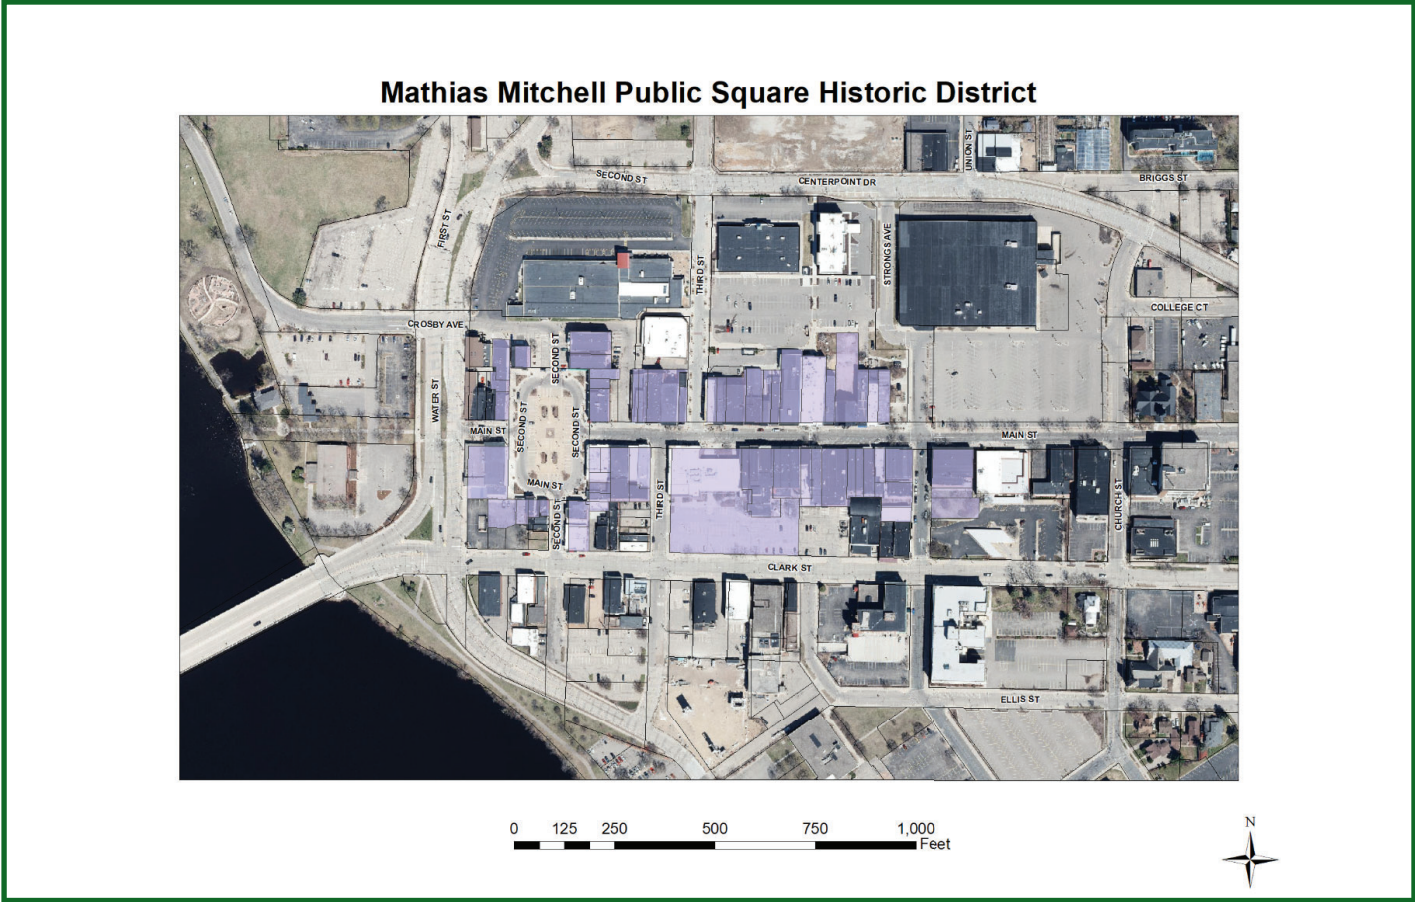 Mathias Mitchell Public Square Historic District
UNION ST
SECOND ST
CENTERPOINT DR
BRIGGS ST
FIRST ST
STRONGS AVE
THIRD ST
COLLEGE CT
CROSBY AVE
SECOND ST
WATER ST
SECOND ST
SECOND ST
MAIN ST
MAIN ST
MAIN ST
THIRD ST
CHURCH ST
SECOND ST
CLARK ST
ELLIS ST
0 125 250 500 750 1,000
Feet
N